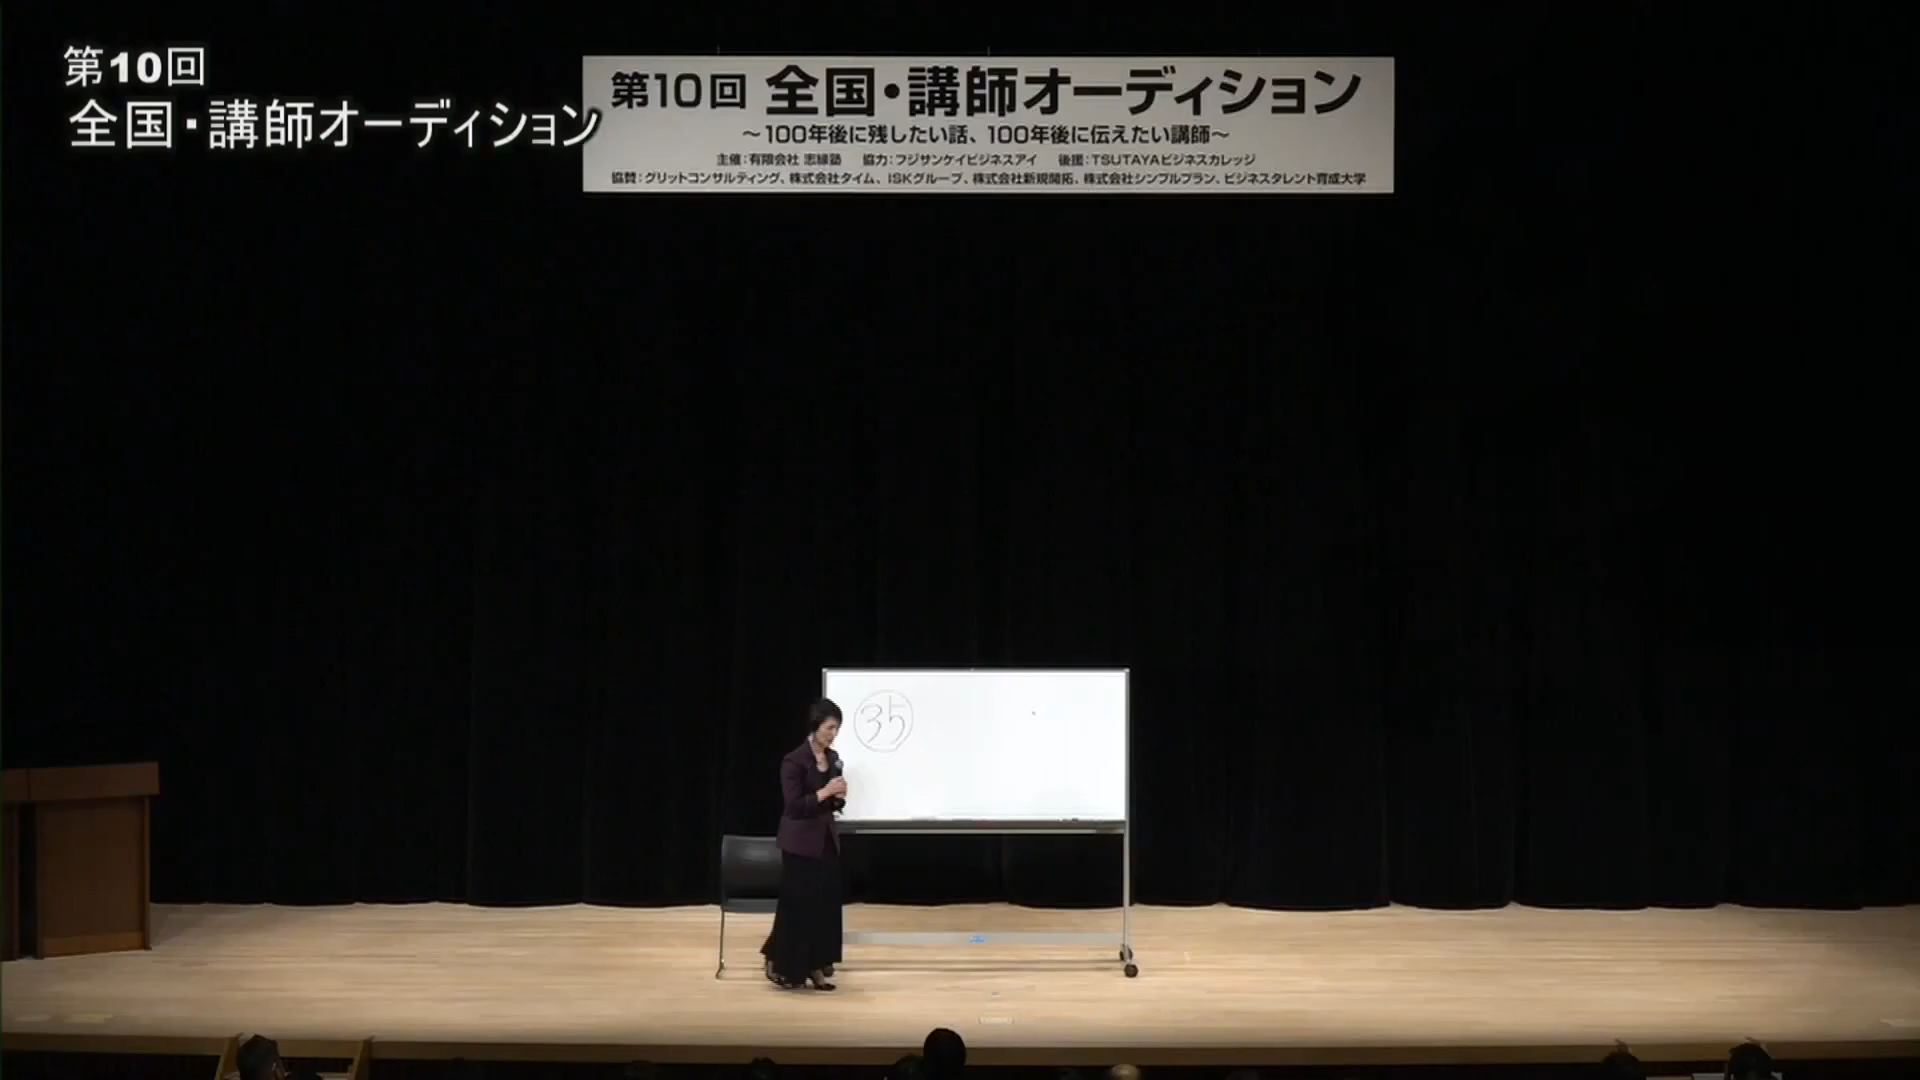 第10回
全国・講師オーディション
第10回 全国・講師オーディション
～100年後に残したい話、100年後に伝えたい講師～
主催：有限会社 志縁塾 協力：フジサンケイビジネスアイ 後援：TSUTAYAビジネスカレッジ
協賛：グリットコンサルティング、株式会社タイム、ISKグループ、株式会社新規開拓、株式会社シンプルプラン、ビジネスタレント育成大学
35